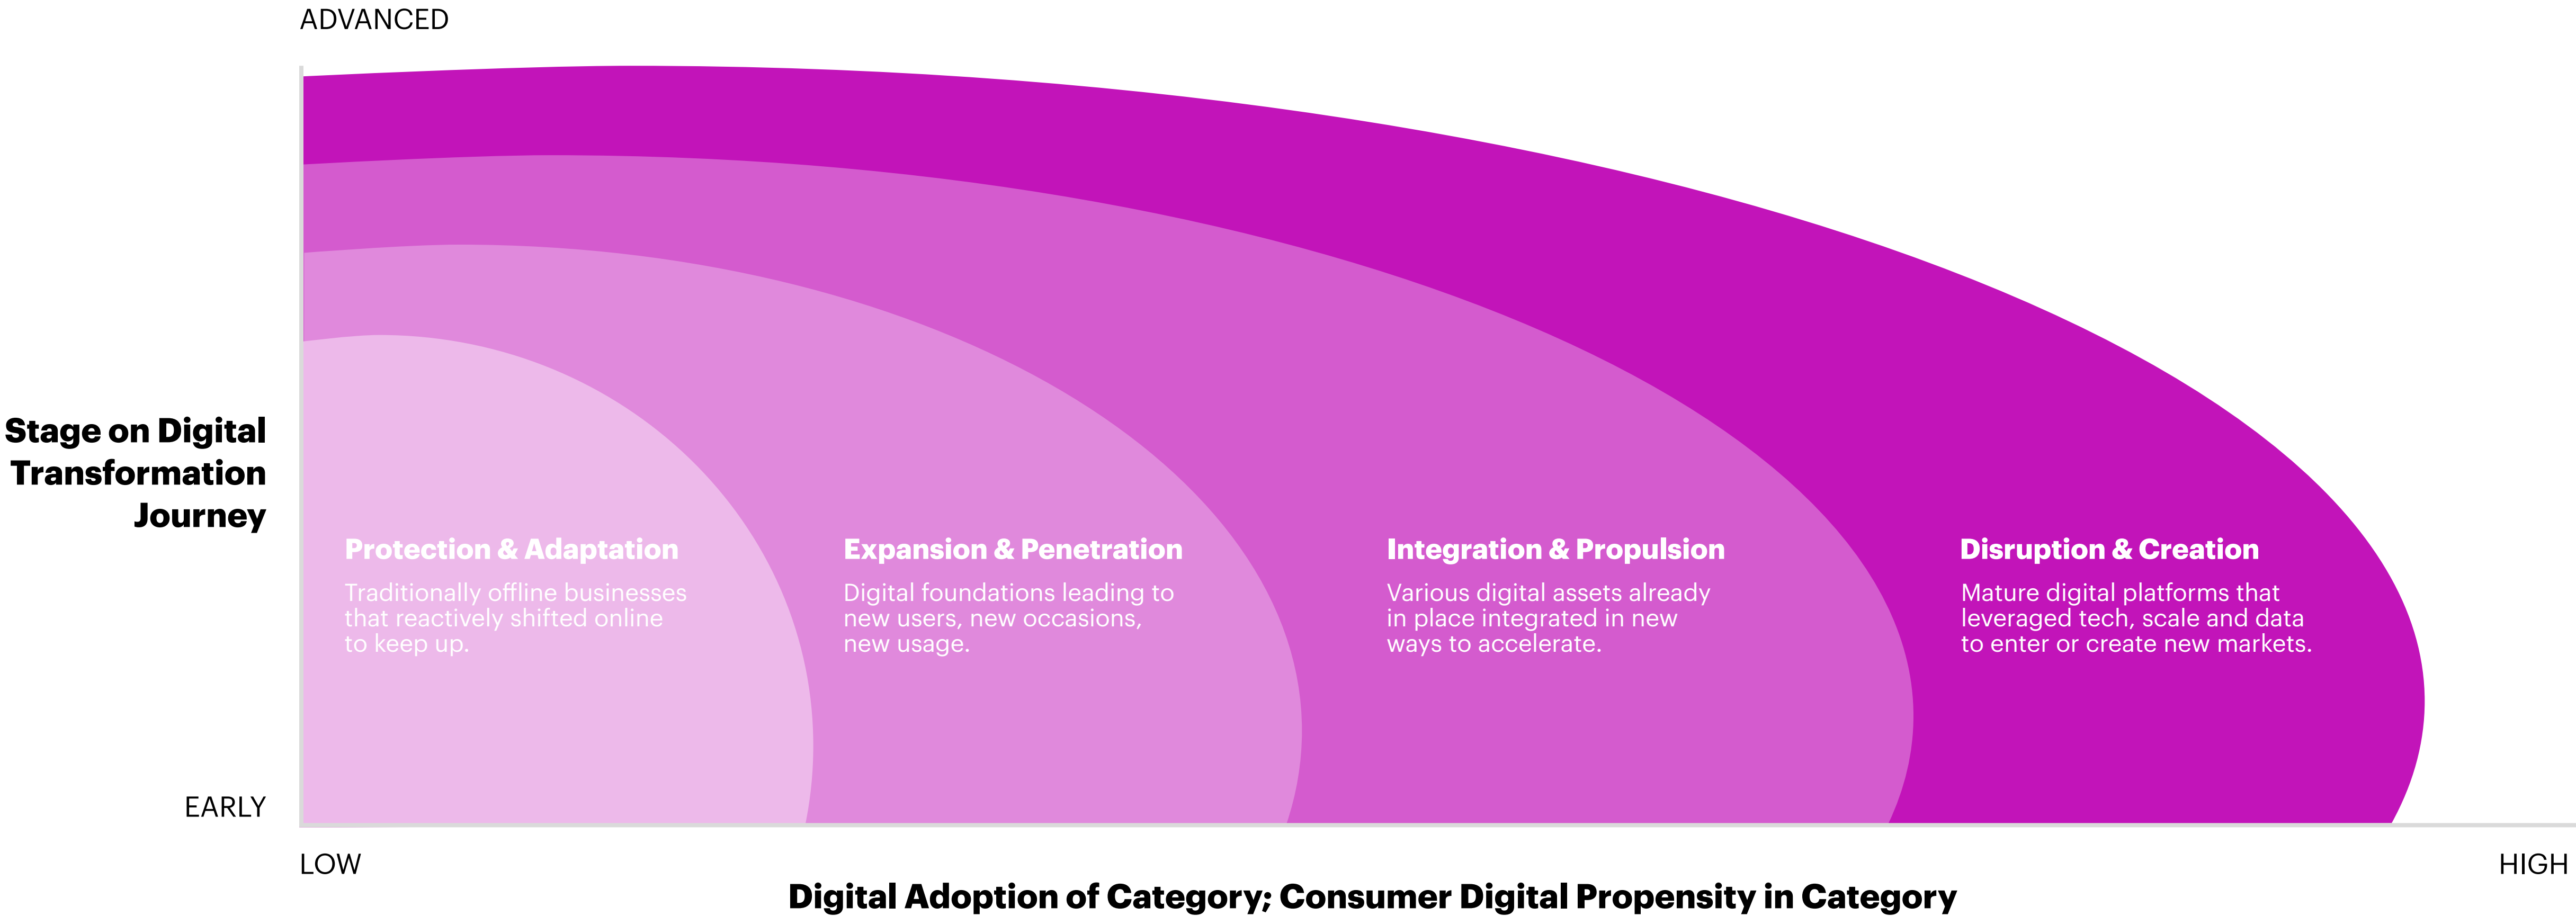 ADVANCED
Stage on Digital
Transformation
Journey
Protection & Adaptation
Traditionally offline businesses
that reactively shifted online
to keep up.
Expansion & Penetration
Digital foundations leading to
new users, new occasions,
new usage.
Integration & Propulsion
Various digital assets already
in place integrated in new
ways to accelerate.
Disruption & Creation
Mature digital platforms that
leveraged tech, scale and data
to enter or create new markets.
EARLY
LOW
HIGH
Digital Adoption of Category; Consumer Digital Propensity in Category